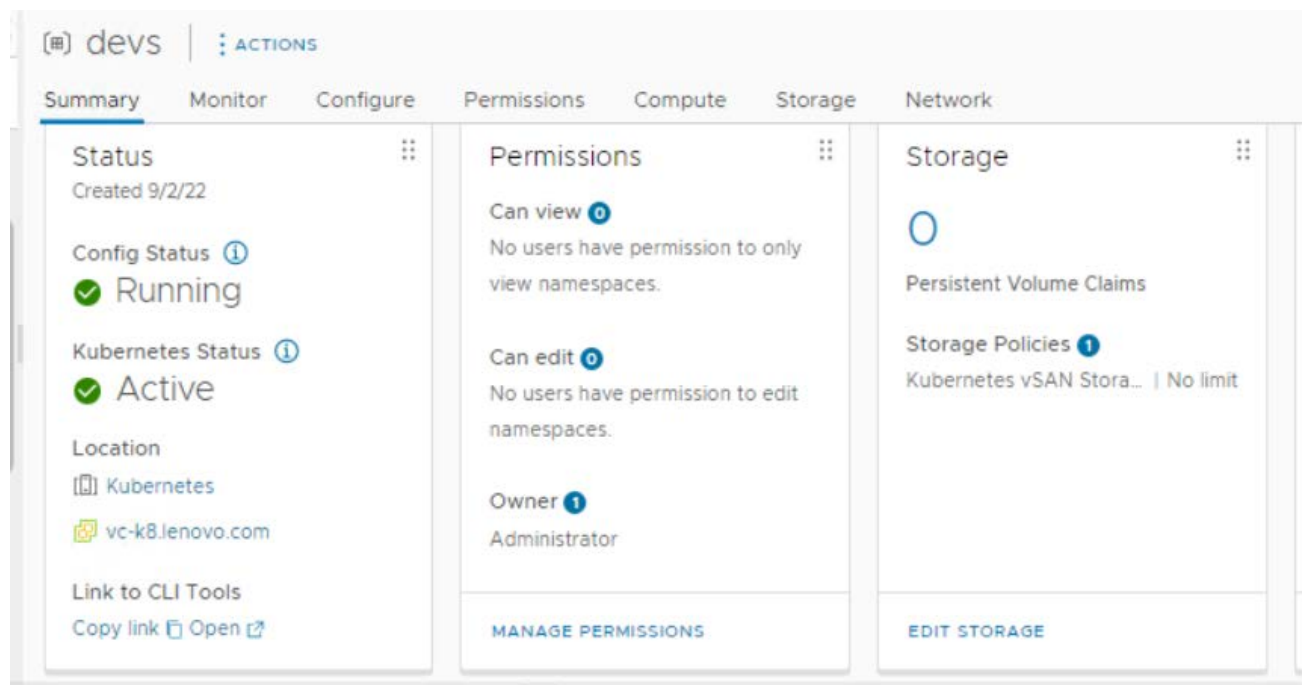 devs
ACTIONS
Summary Monitor Configure Permissions Compute Storage Network
Status
Created 9/2/22
Config Status
Running
Kubernetes Status
Active
Location
Kubernetes
vc-k8.lenovo.com
Link to CLI Tools
Copy link Open
Permissions
Can view 0
No users have permission to only
view namespaces.
Can edit 0
No users have permission to edit
namespaces.
Owner 1
Administrator
MANAGE PERMISSIONS
Storage
0
Persistent Volume Claims
Storage Policies 1
Kubernetes vSAN Stora... | No limit
EDIT STORAGE